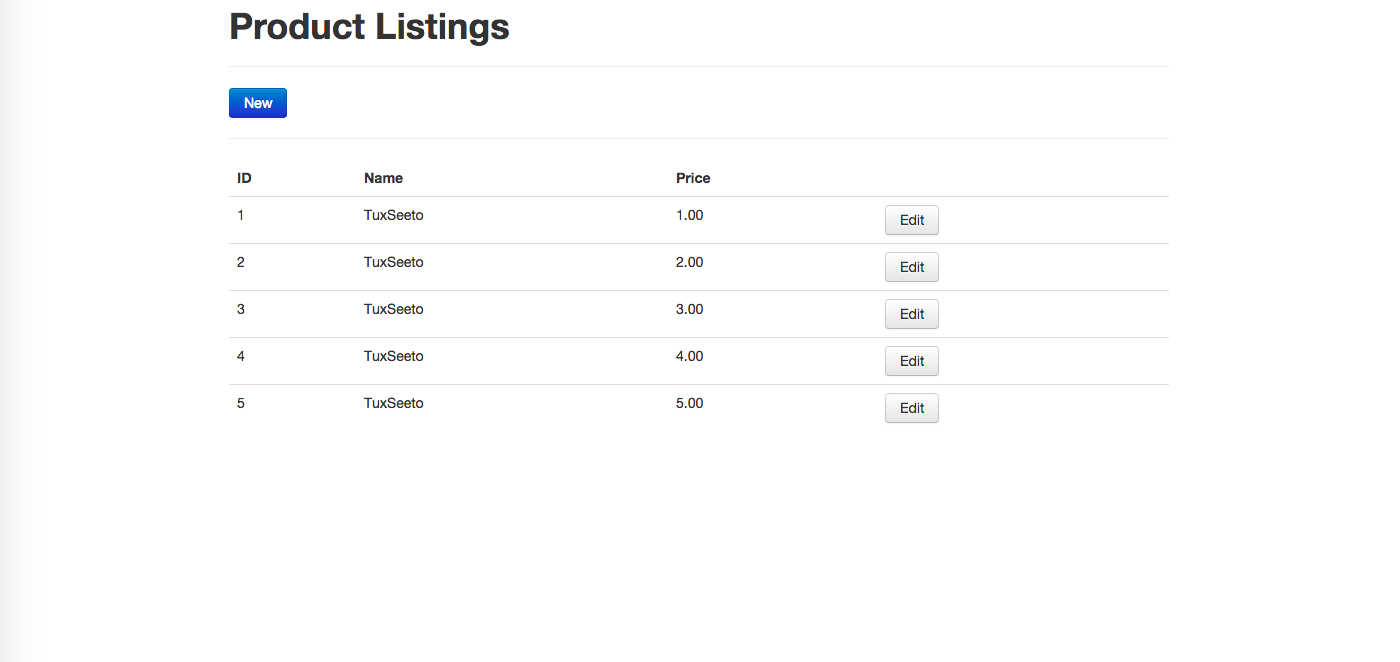 Product Listings
New
ID Name Price
1 TuxSeeto 1.00 Edit
2 TuxSeeto 2.00 Edit
3 TuxSeeto 3.00 Edit
4 TuxSeeto 4.00 Edit
5 TuxSeeto 5.00 Edit